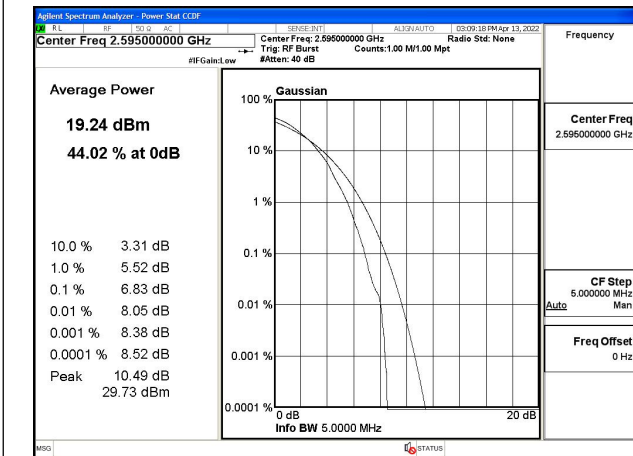 Agilent Spectrum Analyzer - Power Stat CCDF
RL RF 50 Ω AC SENSE:INT ALIGN AUTO 03:09:18 PM Apr 13, 2022
Center Freq 2.595000000 GHz
Center Freq: 2.595000000 GHz Radio Std: None
Trig: RF Burst Counts:1.00 M/1.00 Mpt
#IFGain:Low #Atten: 40 dB
Frequency
Average Power
19.24 dBm
44.02 % at 0dB
10.0 % 3.31 dB
1.0 % 5.52 dB
0.1 % 6.83 dB
0.01 % 8.05 dB
0.001 % 8.38 dB
0.0001 % 8.52 dB
Peak 10.49 dB
29.73 dBm
Gaussian
100 %
10 %
1 %
0.1 %
0.01 %
0.001 %
0.0001 %
0 dB 20 dB
Info BW 5.0000 MHz
Center Freq
2.595000000 GHz
CF Step
5.000000 MHz
Auto Man
Freq Offset
0 Hz
MSG STATUS